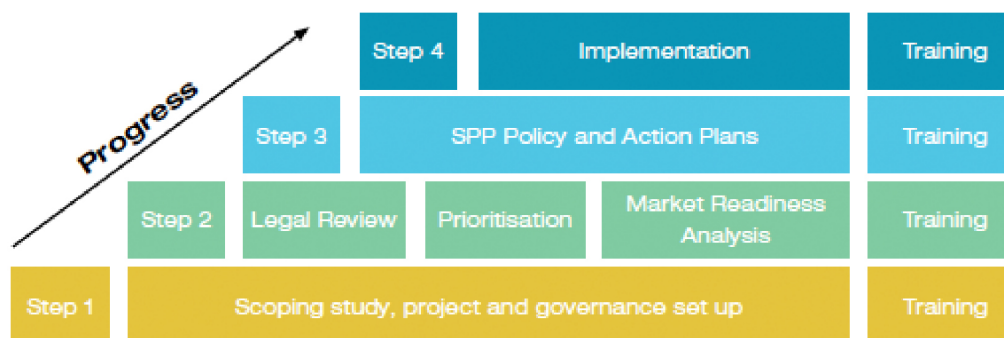 Progress
Step 4 Implementation Training
Step 3 SPP Policy and Action Plans Training
Step 2 Legal Review Prioritisation Market Readiness
Analysis Training
Step 1 Scoping study, project and governance set up Training